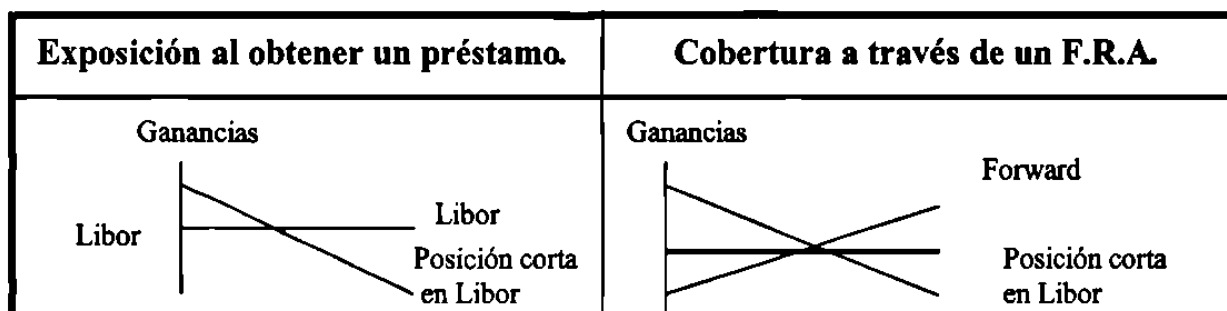 Exposición al obtener un préstamo.
Cobertura a través de un F.R.A.
Ganancias
Libor
Libor
Posición corta
en Libor
Ganancias
Forward
Posición corta
en Libor